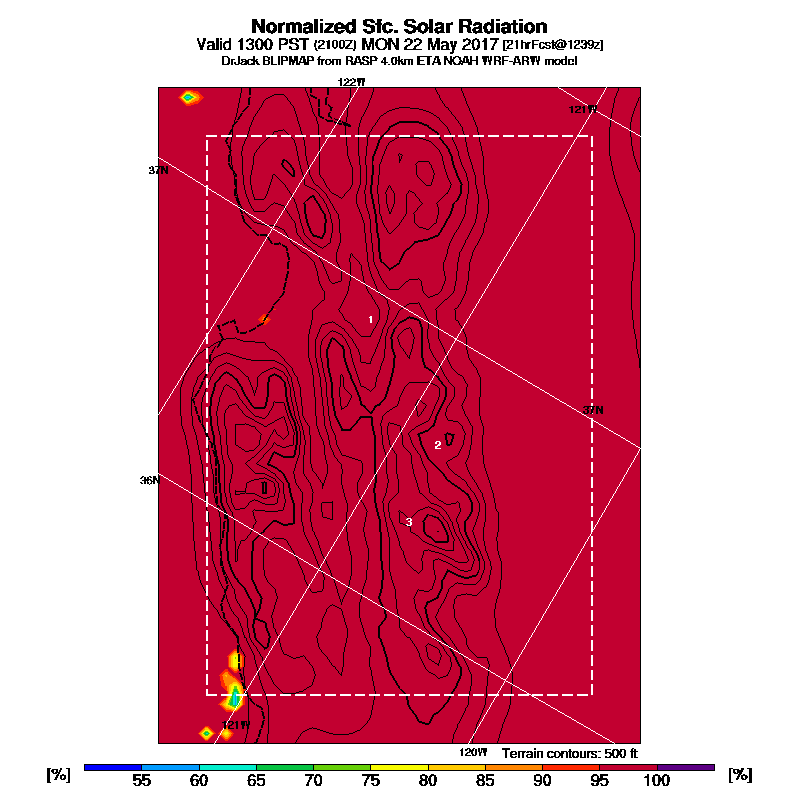 Normalized Sfc. Solar Radiation
Valid 1300 PST (2100Z) MON 22 May 2017 [21hrFcst@1239z]
DrJack BLIPMAP from RASP 4.0km ETA NOAH WRF-ARW model
122W
121W
37N
1
37N
2
36N
3
121W
120W Terrain contours: 500 ft
[%] 55 60 65 70 75 80 85 90 95 100 [%]